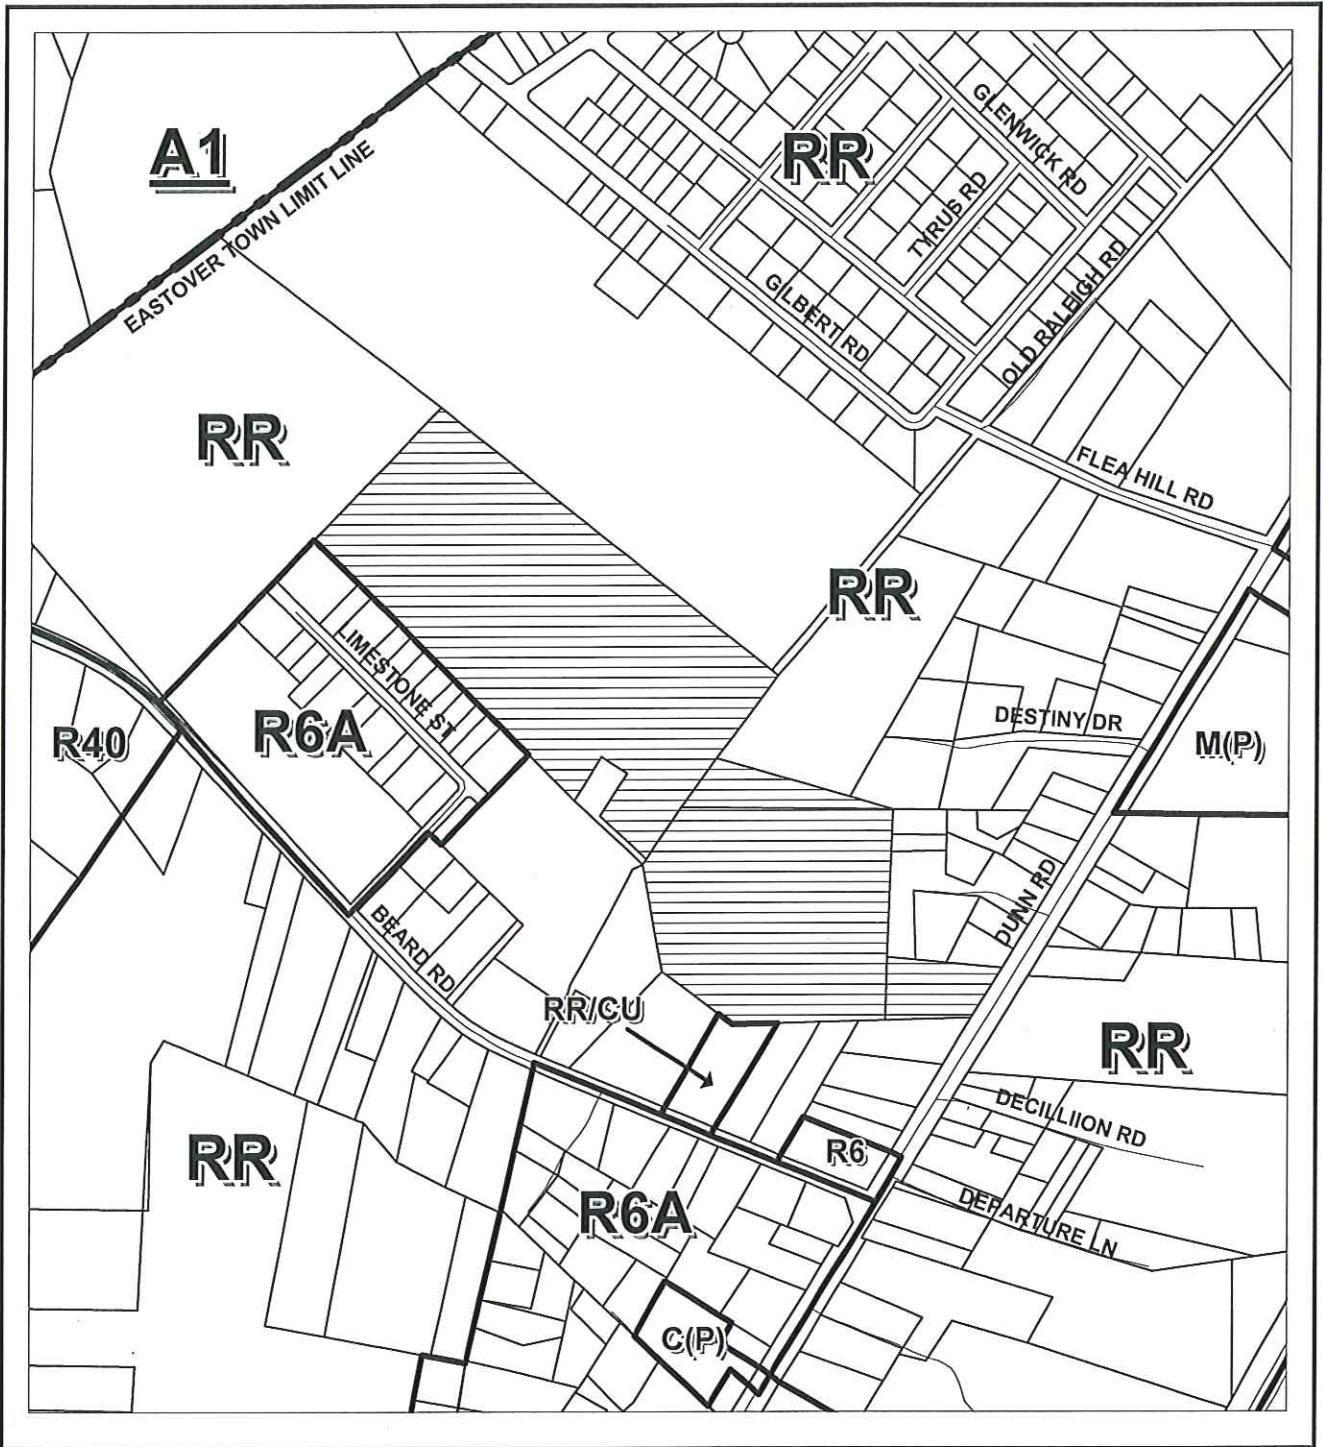 A1
EASTOVER TOWN LIMIT LINE
RR
GLENWICK RD
TYRUS RD
GILBERT RD
OLD RALEIGH RD
RR
FLEA HILL RD
RR
LIMESTONE ST
R40
R6A
DESTINY DR
M(P)
DUNN RD
BEARD RD
RR/CU
RR
DECILLIION RD
RR
R6
R6A
DEPARTURE LN
C(P)